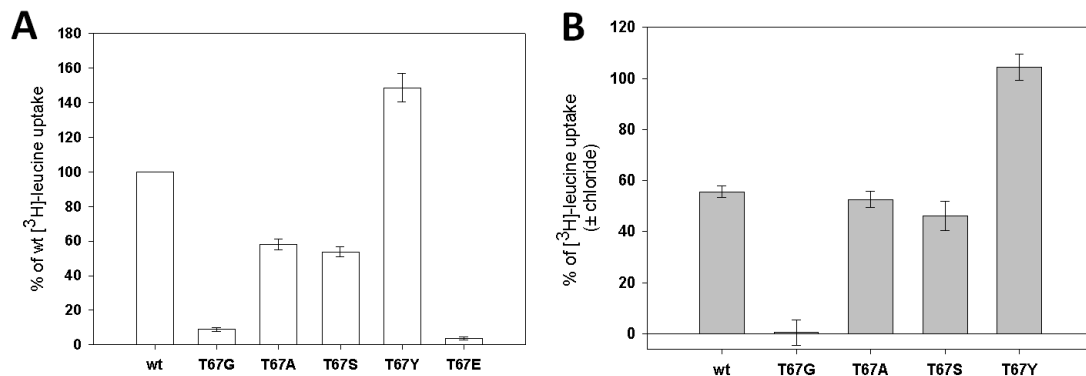 A
% of wt [³H]-leucine uptake
180
160
140
120
100
80
60
40
20
0
wt T67G T67A T67S T67Y T67E
B
% of [³H]-leucine uptake
(± chloride)
120
100
80
60
40
20
0
wt T67G T67A T67S T67Y